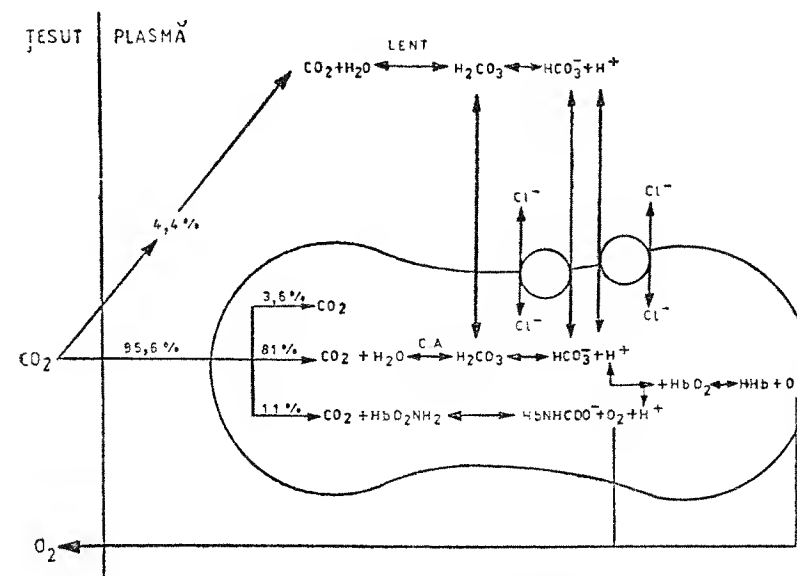 ȚESUT PLASMĂ
LENT
CO₂+H₂O H₂CO₃ HCO₃⁻+H⁺
4,4%
Cl⁻ Cl⁻
3,6% CO₂
Cl⁻ Cl⁻
CO₂ 95,6% 81% CO₂ + H₂O C.A H₂CO₃ HCO₃⁻+H⁺
+HbO₂ HHb+O
11% CO₂+HbO₂NH₂ HbNHCOO⁻+O₂+H⁺
O₂